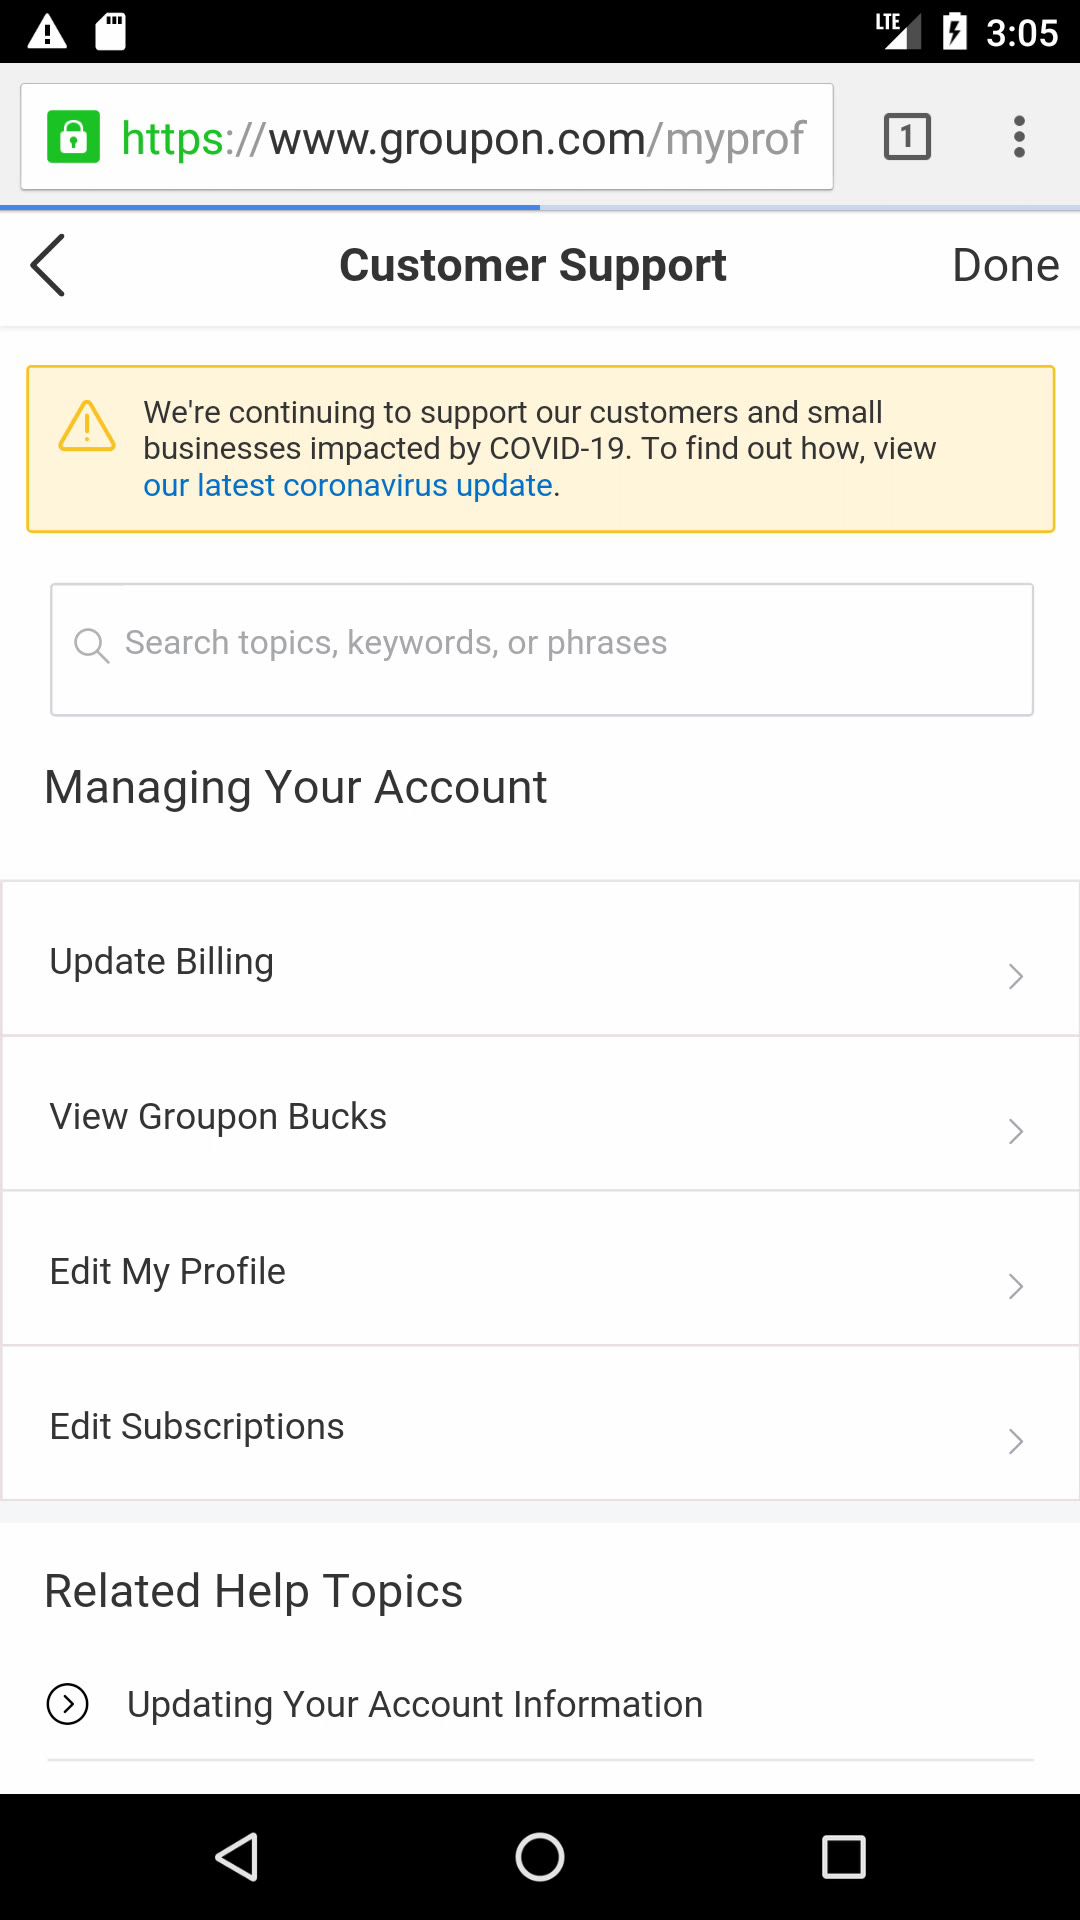 LTE 3:05
https://www.groupon.com/myprof
1
Customer Support
Done
We're continuing to support our customers and small
businesses impacted by COVID-19. To find out how, view
our latest coronavirus update.
Search topics, keywords, or phrases
Managing Your Account
Update Billing
View Groupon Bucks
Edit My Profile
Edit Subscriptions
Related Help Topics
Updating Your Account Information